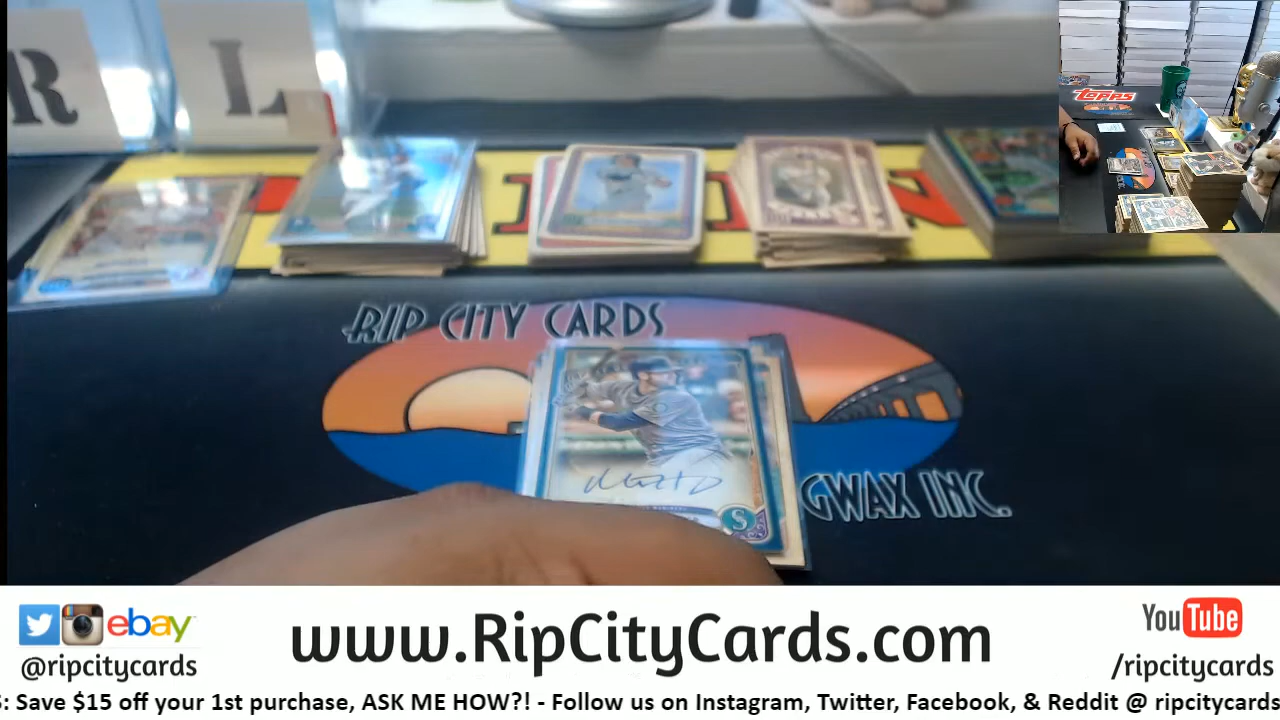 R L
Topps
RIP CITY CARDS
GWAX INC.
S
ebay
@ripcitycards
www.RipCityCards.com
YouTube
/ripcitycards
S: Save $15 off your 1st purchase, ASK ME HOW?! - Follow us on Instagram, Twitter, Facebook, & Reddit @ ripcitycards